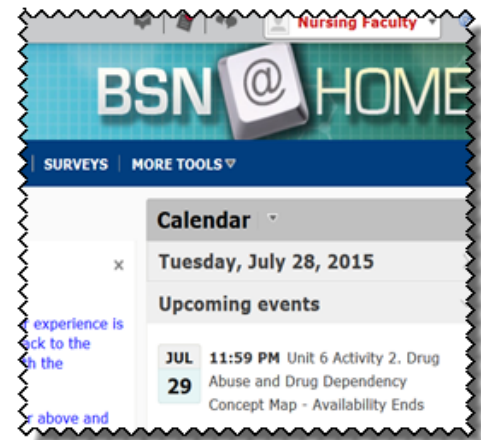 Nursing Faculty
BSN @ HOME
SURVEYS MORE TOOLS
Calendar
Tuesday, July 28, 2015
Upcoming events
experience is
back to the
the
JUL 11:59 PM Unit 6 Activity 2. Drug
29 Abuse and Drug Dependency
Concept Map - Availability Ends
above and